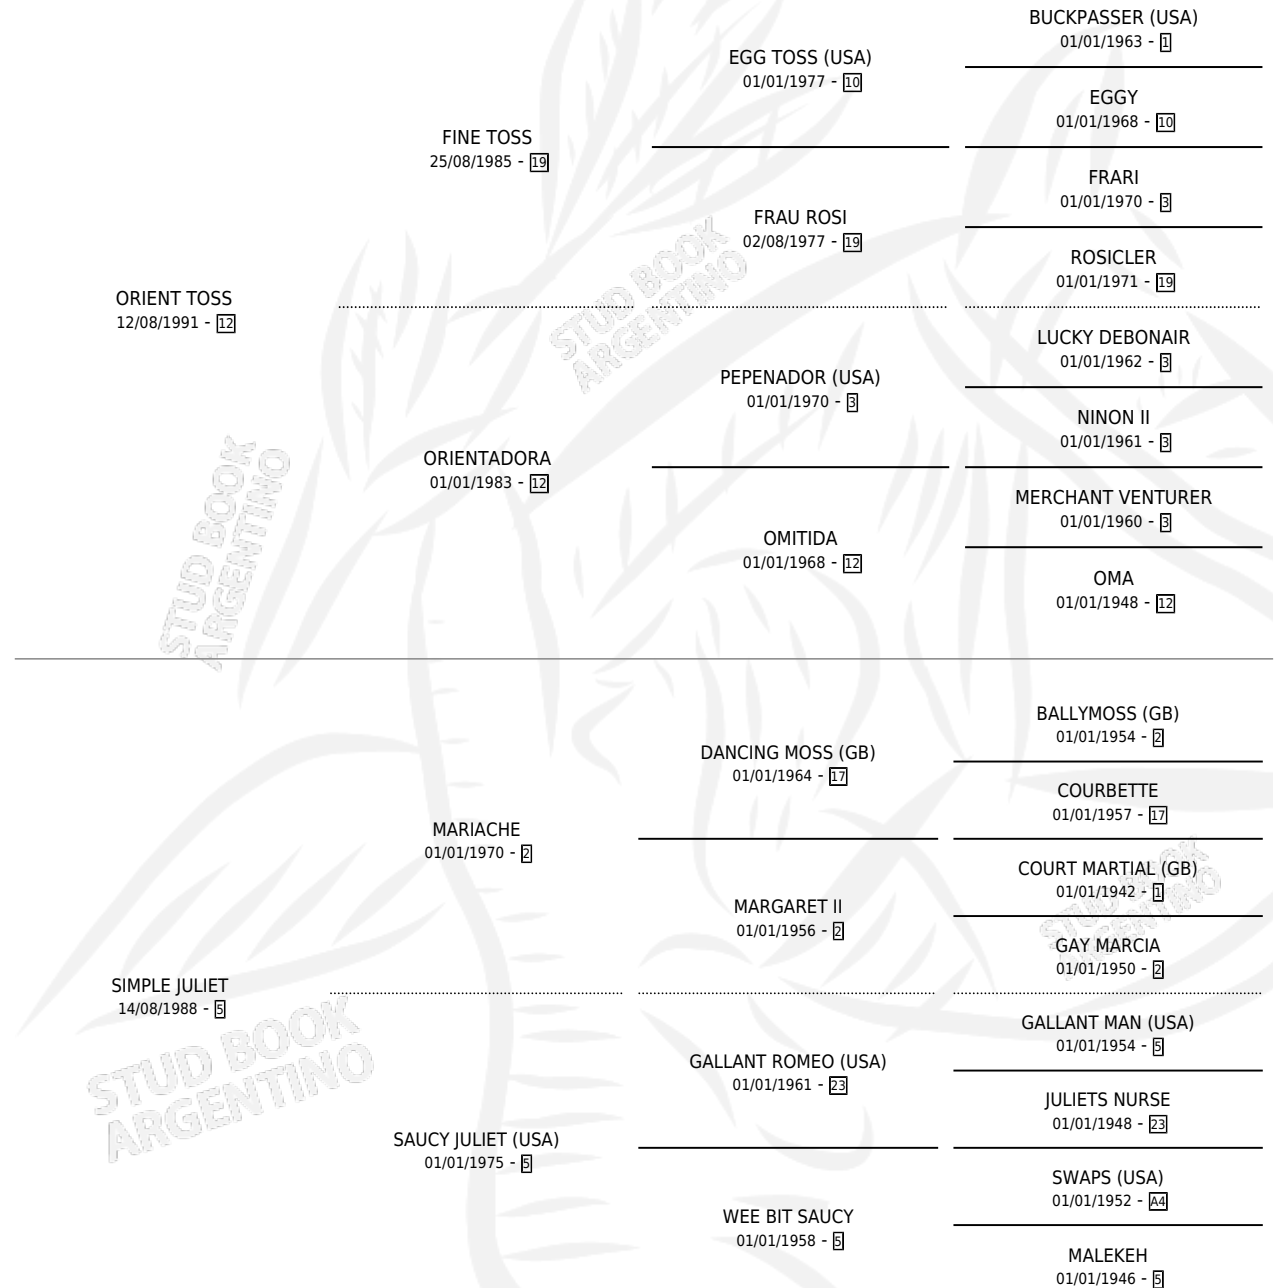 BUCKPASSER (USA)
01/01/1963 - 1
EGG TOSS (USA)
01/01/1977 - 10
EGGY
01/01/1968 - 10
FINE TOSS
25/08/1985 - 19
FRARI
01/01/1970 - 3
FRAU ROSI
02/08/1977 - 19
ROSICLER
01/01/1971 - 19
ORIENT TOSS
12/08/1991 - 12
LUCKY DEBONAIR
01/01/1962 - 3
PEPENADOR (USA)
01/01/1970 - 3
NINON II
01/01/1961 - 3
ORIENTADORA
01/01/1983 - 12
MERCHANT VENTURER
01/01/1960 - 3
OMITIDA
01/01/1968 - 12
OMA
01/01/1948 - 12
STUD BOOK
ARGENTINO
STUD BOOK
ARGENTINO
BALLYMOSS (GB)
01/01/1954 - 2
DANCING MOSS (GB)
01/01/1964 - 17
COURBETTE
01/01/1957 - 17
MARIACHE
01/01/1970 - 2
COURT MARTIAL (GB)
01/01/1942 - 1
MARGARET II
01/01/1956 - 2
GAY MARCIA
01/01/1950 - 2
SIMPLE JULIET
14/08/1988 - 5
GALLANT MAN (USA)
01/01/1954 - 5
GALLANT ROMEO (USA)
01/01/1961 - 23
JULIETS NURSE
01/01/1948 - 23
SAUCY JULIET (USA)
01/01/1975 - 5
SWAPS (USA)
01/01/1952 - A4
WEE BIT SAUCY
01/01/1958 - 5
MALEKEH
01/01/1946 - 5
STUD BOOK
ARGENTINO
STUD BOOK
ARGENTINO